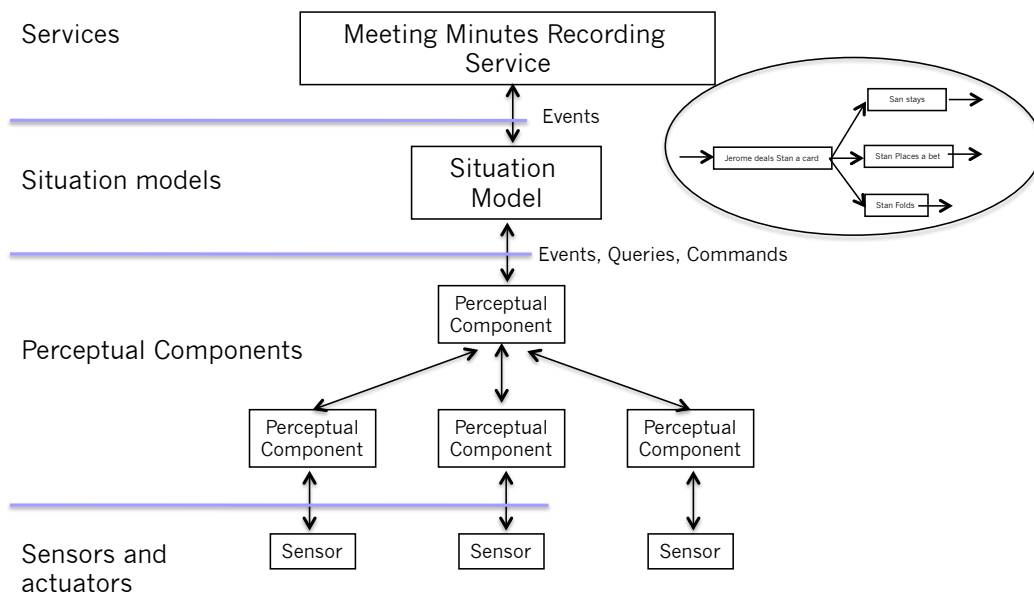 Services
Meeting Minutes Recording
Service
Events
San stays
Jerome deals Stan a card
Stan Places a bet
Stan Folds
Situation models
Situation
Model
Events, Queries, Commands
Perceptual
Component
Perceptual Components
Perceptual
Component
Perceptual
Component
Perceptual
Component
Sensors and
actuators
Sensor
Sensor
Sensor